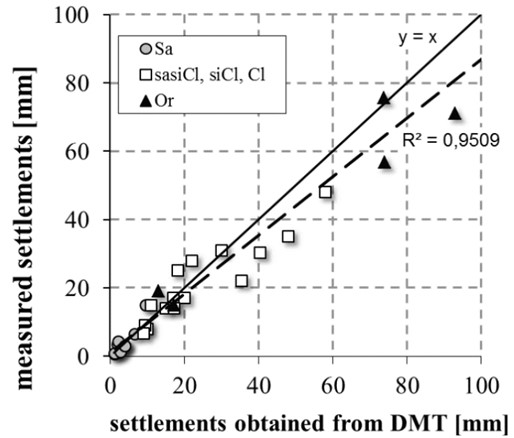 100
80
60
40
20
0
measured settlements [mm]
Sa
sasiCl, siCl, Cl
Or
y = x
R² = 0,9509
0 20 40 60 80 100
settlements obtained from DMT [mm]